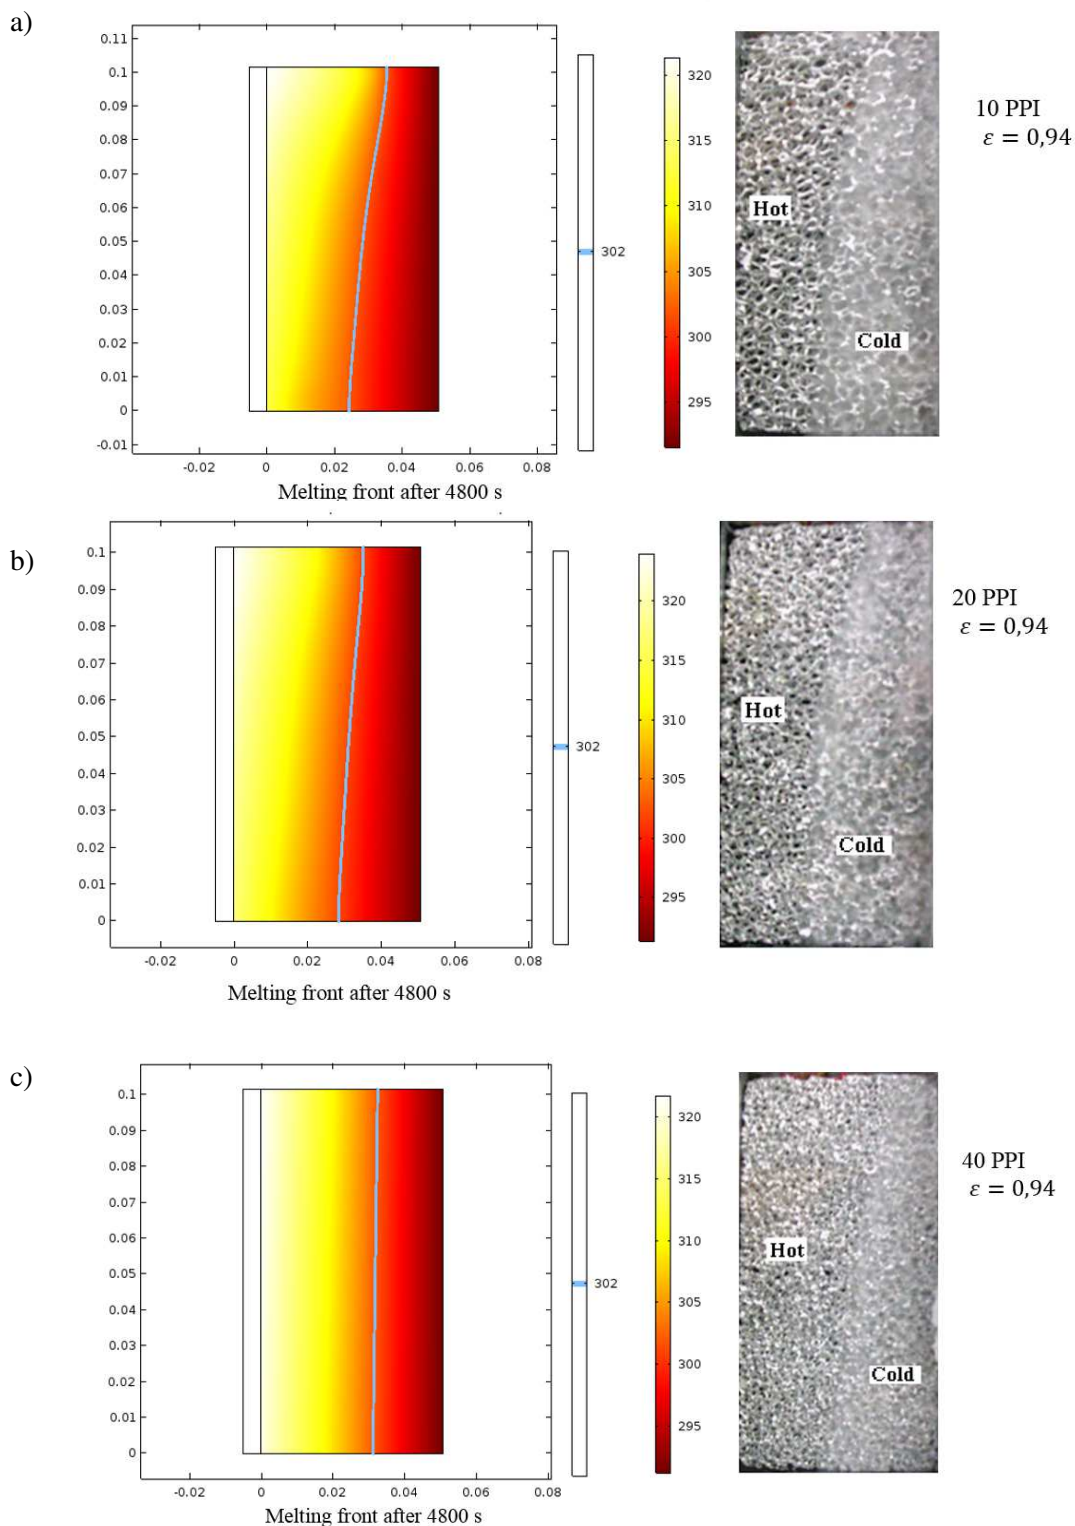 a)
0.11
0.1
0.09
0.08
0.07
0.06
0.05
0.04
0.03
0.02
0.01
0
-0.01
-0.02 0 0.02 0.04 0.06 0.08
302
320
315
310
305
300
295
Hot
Cold
10 PPI
ε = 0,94
Melting front after 4800 s
b)
0.1
0.09
0.08
0.07
0.06
0.05
0.04
0.03
0.02
0.01
0
-0.02 0 0.02 0.04 0.06 0.08
302
320
315
310
305
300
295
Hot
Cold
20 PPI
ε = 0,94
Melting front after 4800 s
c)
0.1
0.09
0.08
0.07
0.06
0.05
0.04
0.03
0.02
0.01
0
-0.02 0 0.02 0.04 0.06 0.08
302
320
315
310
305
300
295
Hot
Cold
40 PPI
ε = 0,94
Melting front after 4800 s